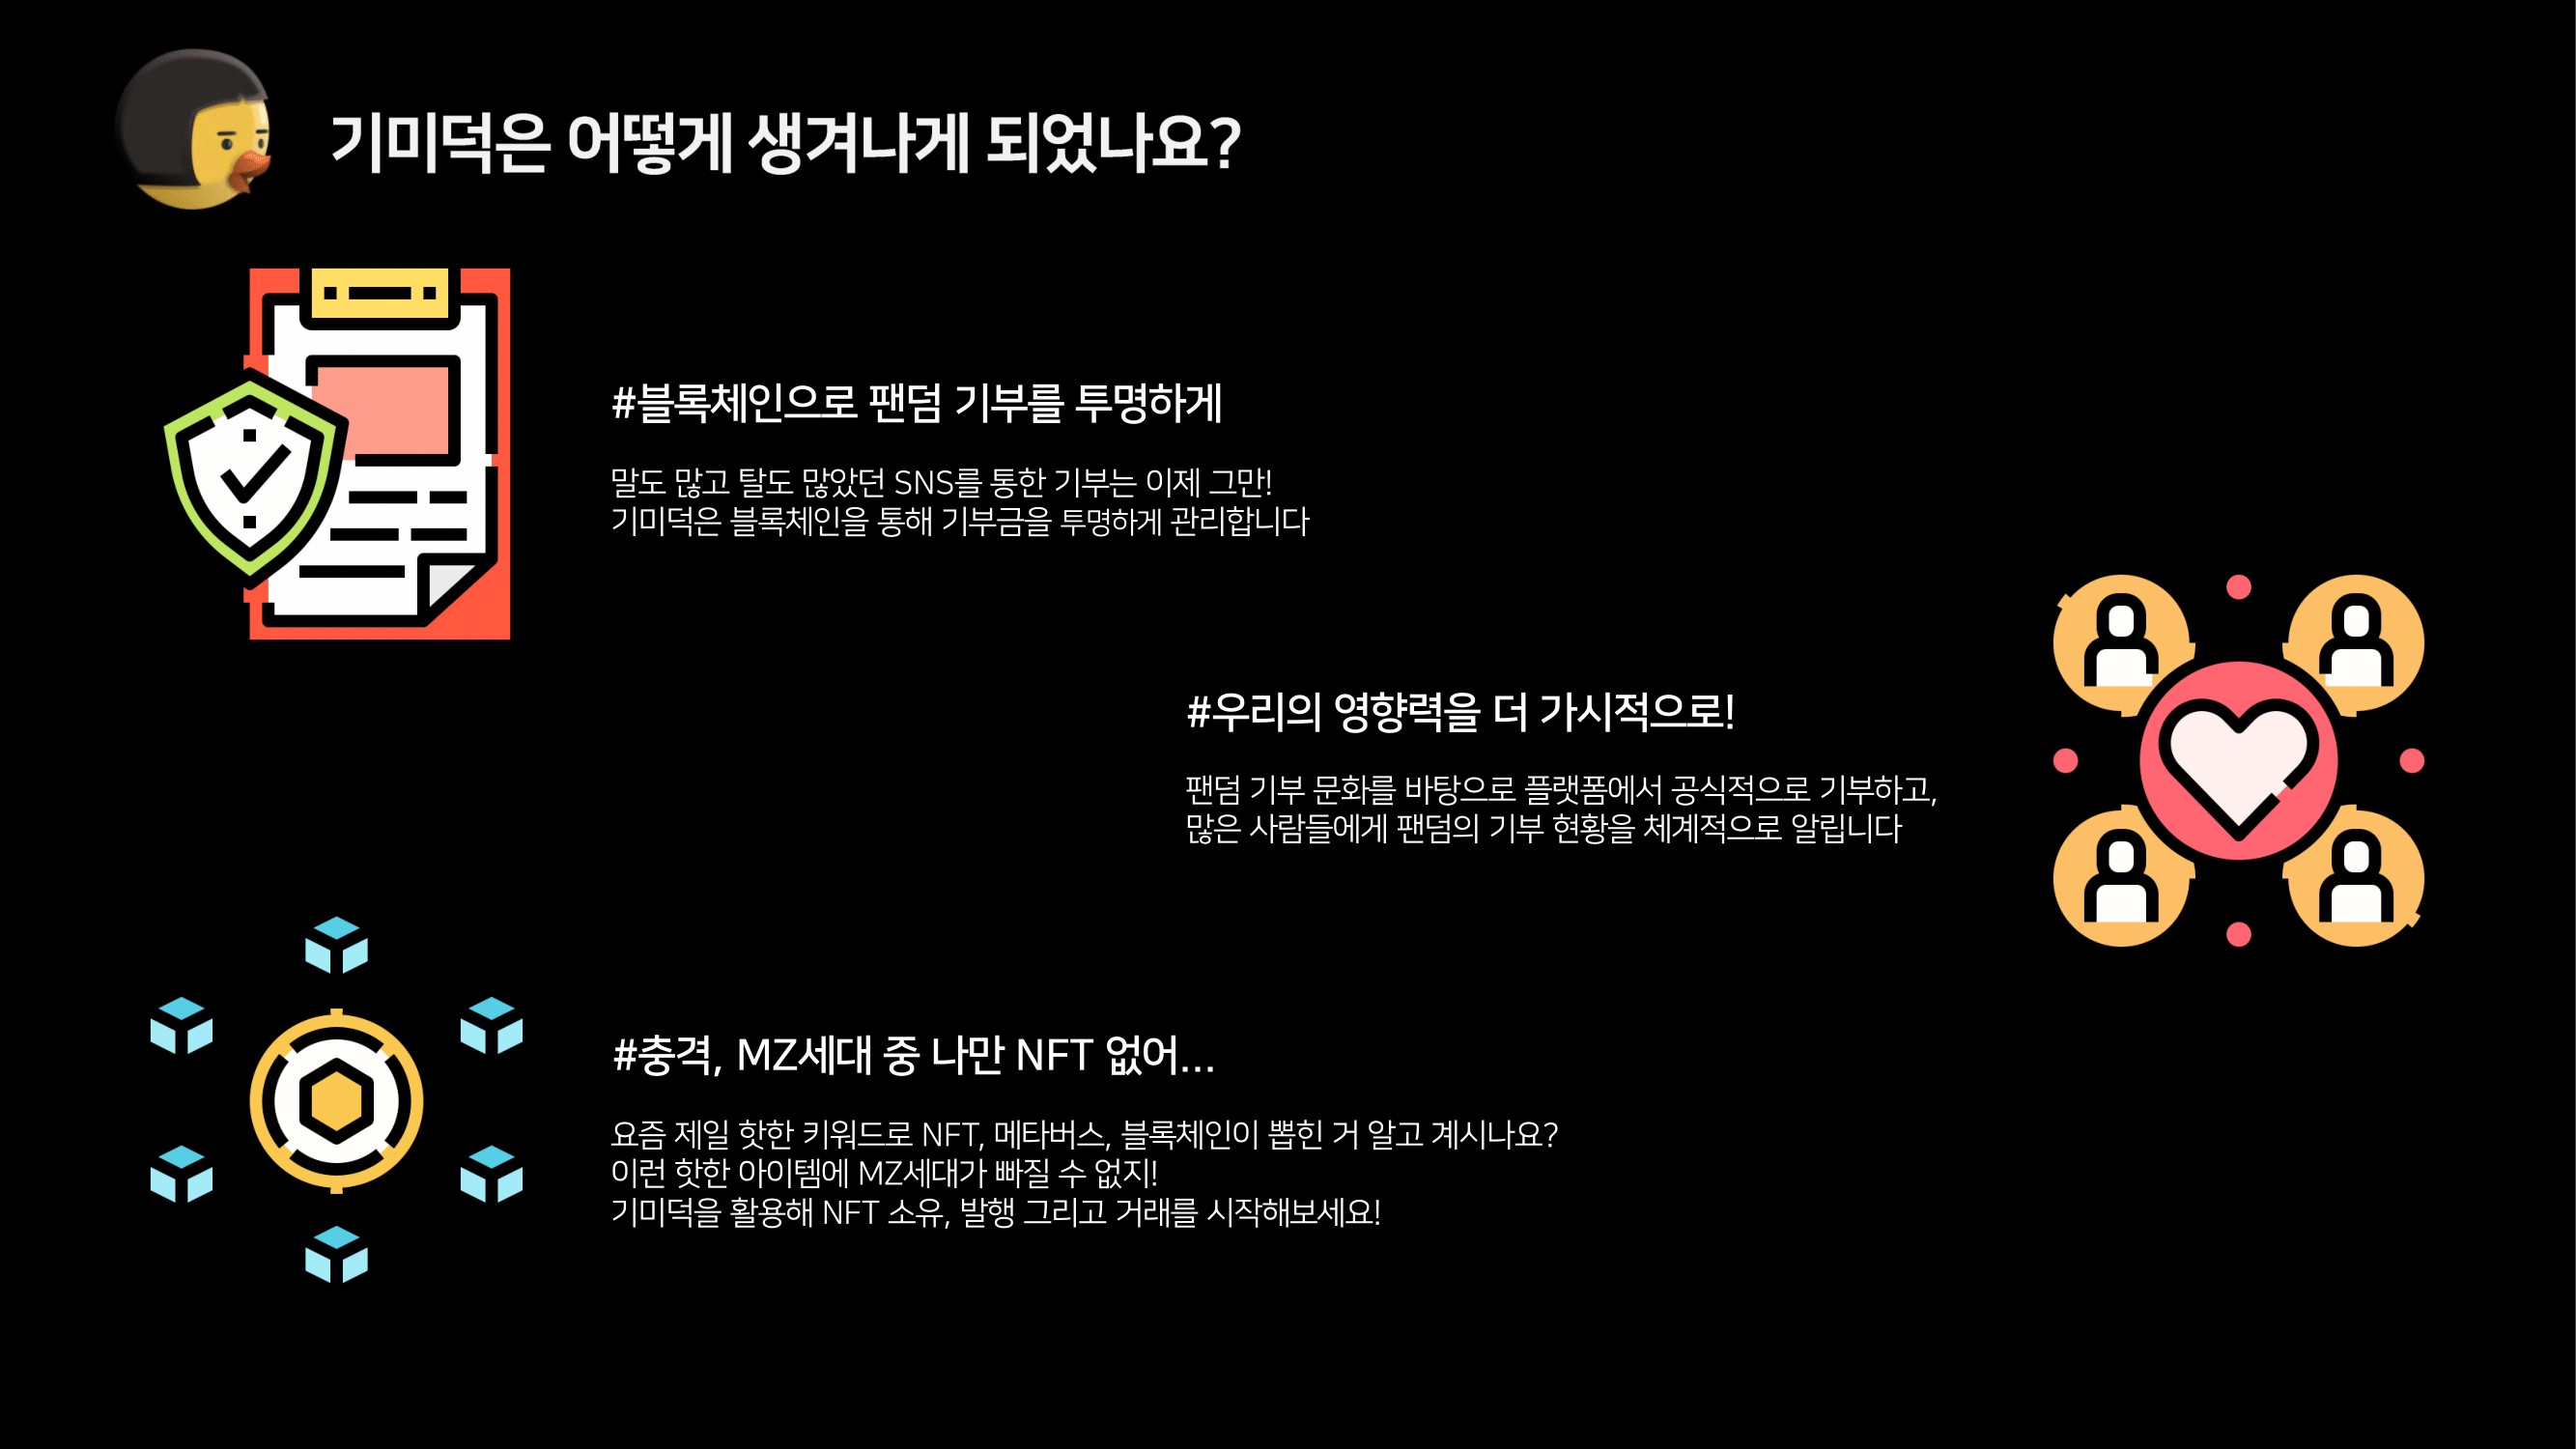 기미덕은 어떻게 생겨나게 되었나요?
#블록체인으로 팬덤 기부를 투명하게
말도 많고 탈도 많았던 SNS를 통한 기부는 이제 그만!
기미덕은 블록체인을 통해 기부금을 투명하게 관리합니다
#우리의 영향력을 더 가시적으로!
팬덤 기부 문화를 바탕으로 플랫폼에서 공식적으로 기부하고,
많은 사람들에게 팬덤의 기부 현황을 체계적으로 알립니다
#충격, MZ세대 중 나만 NFT 없어...
요즘 제일 핫한 키워드로 NFT, 메타버스, 블록체인이 뽑힌 거 알고 계시나요?
이런 핫한 아이템에 MZ세대가 빠질 수 없지!
기미덕을 활용해 NFT 소유, 발행 그리고 거래를 시작해보세요!